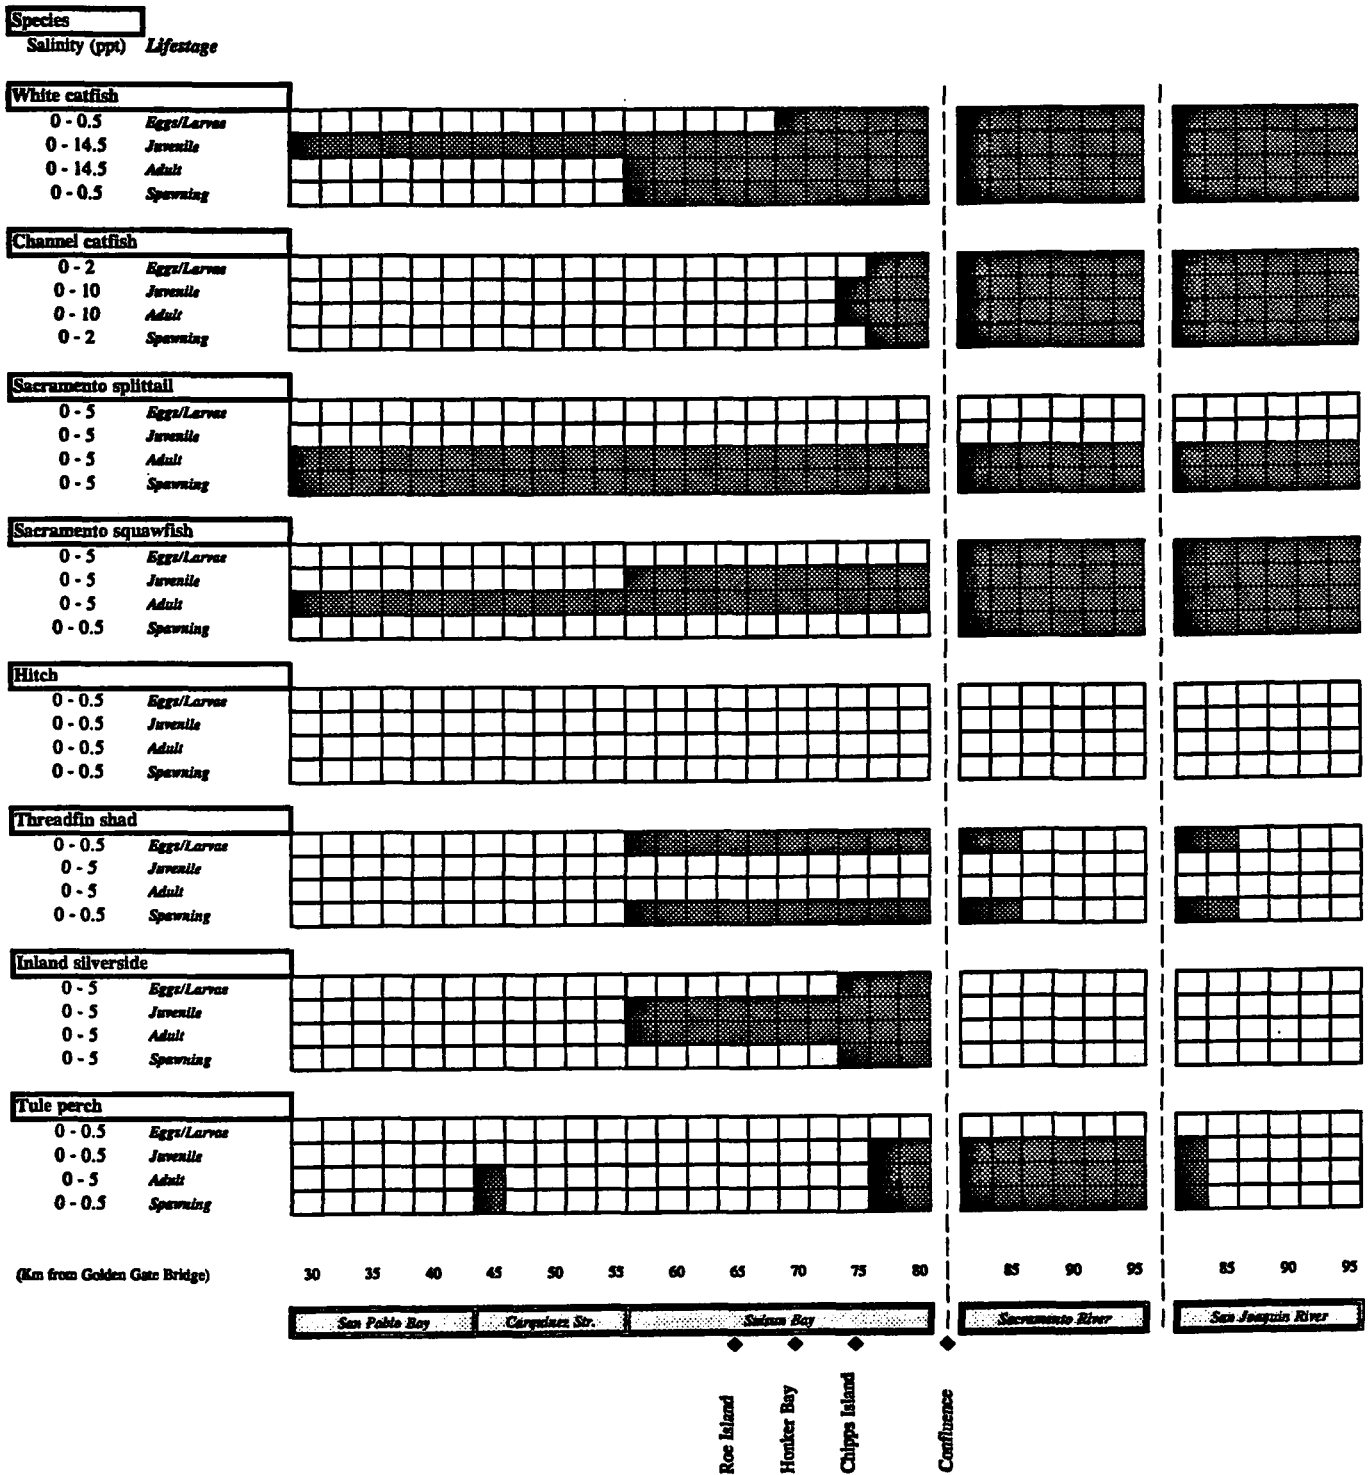 Species
Salinity (ppt) Lifestage
White catfish
0 - 0.5 Eggs/Larvae
0 - 14.5 Juvenile
0 - 14.5 Adult
0 - 0.5 Spawning
Channel catfish
0 - 2 Eggs/Larvae
0 - 10 Juvenile
0 - 10 Adult
0 - 2 Spawning
Sacramento splittail
0 - 5 Eggs/Larvae
0 - 5 Juvenile
0 - 5 Adult
0 - 5 Spawning
Sacramento squawfish
0 - 5 Eggs/Larvae
0 - 5 Juvenile
0 - 5 Adult
0 - 0.5 Spawning
Hitch
0 - 0.5 Eggs/Larvae
0 - 0.5 Juvenile
0 - 0.5 Adult
0 - 0.5 Spawning
Threadfin shad
0 - 0.5 Eggs/Larvae
0 - 5 Juvenile
0 - 5 Adult
0 - 0.5 Spawning
Inland silverside
0 - 5 Eggs/Larvae
0 - 5 Juvenile
0 - 5 Adult
0 - 5 Spawning
Tule perch
0 - 0.5 Eggs/Larvae
0 - 0.5 Juvenile
0 - 5 Adult
0 - 0.5 Spawning
(Km from Golden Gate Bridge) 30 35 40 45 50 55 60 65 70 75 80 85 90 95 85 90 95
San Pablo Bay Carquinez Str. Suisun Bay Sacramento River San Joaquin River
Roe Island
Honker Bay
Chipps Island
Confluence